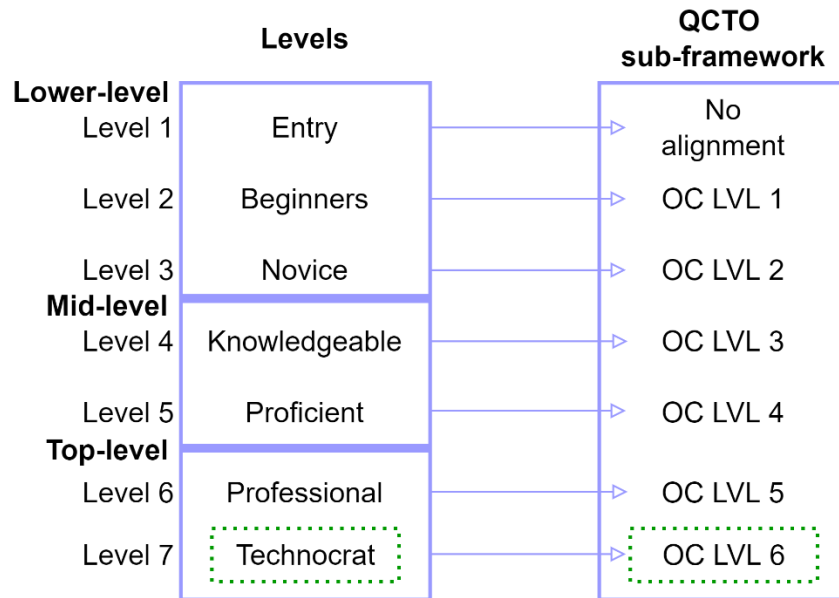 Levels
QCTO
sub-framework
Lower-level
Level 1 Entry No
alignment
Level 2 Beginners OC LVL 1
Level 3 Novice OC LVL 2
Mid-level
Level 4 Knowledgeable OC LVL 3
Level 5 Proficient OC LVL 4
Top-level
Level 6 Professional OC LVL 5
Level 7 Technocrat OC LVL 6